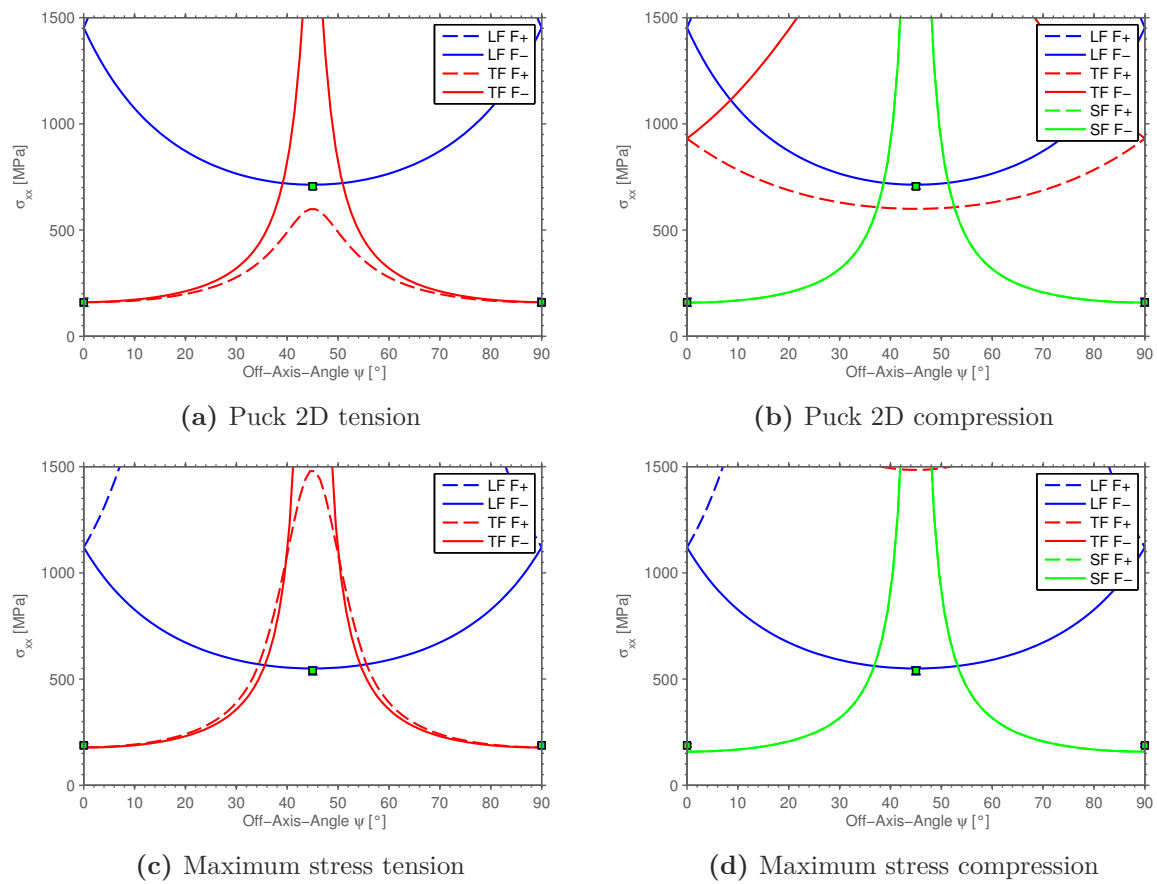 1500
1000
500
0
σxx [MPa]
0 10 20 30 40 50 60 70 80 90
Off−Axis−Angle ψ [°]
LF F+
LF F−
TF F+
TF F−
(a) Puck 2D tension
1500
1000
500
0
σxx [MPa]
0 10 20 30 40 50 60 70 80 90
Off−Axis−Angle ψ [°]
LF F+
LF F−
TF F+
TF F−
SF F+
SF F−
(b) Puck 2D compression
1500
1000
500
0
σxx [MPa]
0 10 20 30 40 50 60 70 80 90
Off−Axis−Angle ψ [°]
LF F+
LF F−
TF F+
TF F−
(c) Maximum stress tension
1500
1000
500
0
σxx [MPa]
0 10 20 30 40 50 60 70 80 90
Off−Axis−Angle ψ [°]
LF F+
LF F−
TF F+
TF F−
SF F+
SF F−
(d) Maximum stress compression